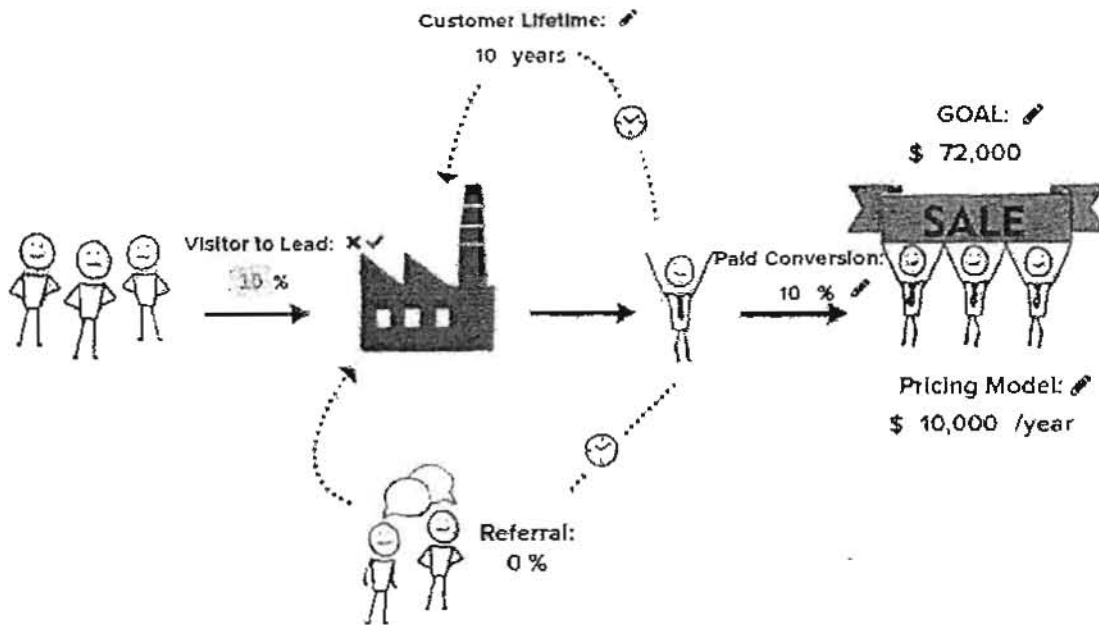 Customer Lifetime:
10 years
GOAL:
$ 72,000
SALE
Visitor to Lead:
%
Paid Conversion:
10 %
Pricing Model:
$ 10,000 /year
Referral:
0 %